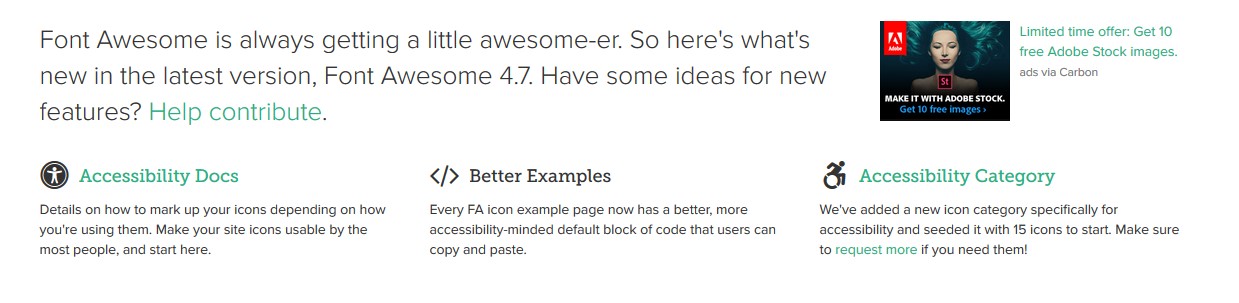 Font Awesome is always getting a little awesome-er. So here's what's
new in the latest version, Font Awesome 4.7. Have some ideas for new
features? Help contribute.
Adobe
St
MAKE IT WITH ADOBE STOCK.
Get 10 free images ›
Limited time offer: Get 10
free Adobe Stock images.
ads via Carbon
Accessibility Docs
Details on how to mark up your icons depending on how
you're using them. Make your site icons usable by the
most people, and start here.
</> Better Examples
Every FA icon example page now has a better, more
accessibility-minded default block of code that users can
copy and paste.
Accessibility Category
We've added a new icon category specifically for
accessibility and seeded it with 15 icons to start. Make sure
to request more if you need them!